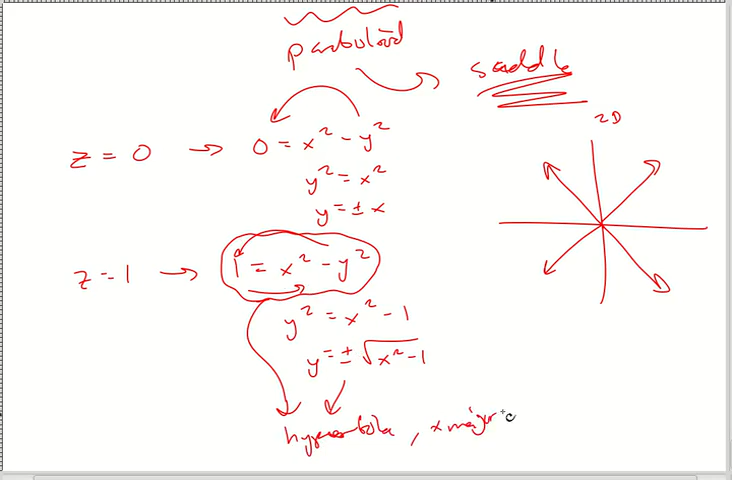 parboloid
saddle
2D
z = 0 → 0 = x² - y²
y² = x²
y = ± x
z = 1 → 1 = x² - y²
y² = x² - 1
y = ± √x² - 1
hyperbola, x major